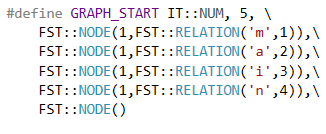 #define GRAPH_START IT::NUM, 5, \
FST::NODE(1,FST::RELATION('m',1)),\
FST::NODE(1,FST::RELATION('a',2)),\
FST::NODE(1,FST::RELATION('i',3)),\
FST::NODE(1,FST::RELATION('n',4)),\
FST::NODE()